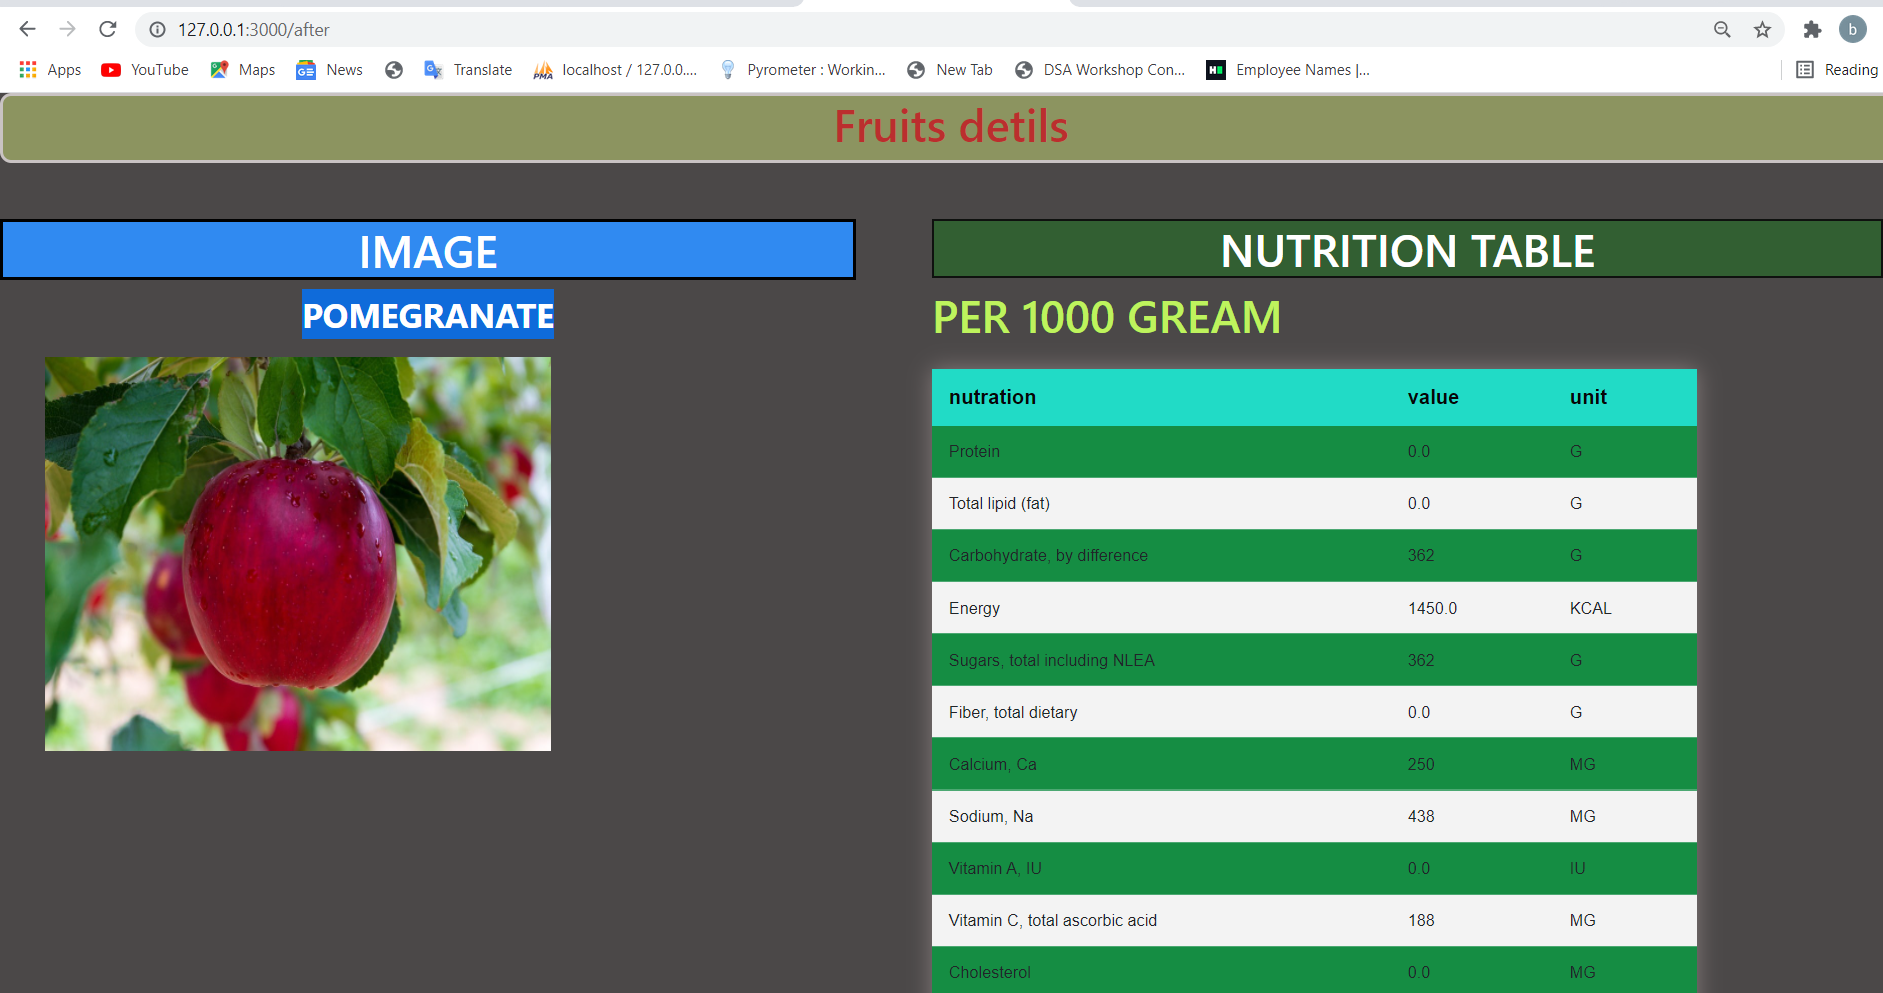 127.0.0.1:3000/after
b
Apps YouTube Maps News Translate localhost / 127.0.0.... Pyrometer : Workin... New Tab DSA Workshop Con... Employee Names |... Reading
Fruits detils
IMAGE
POMEGRANATE
NUTRITION TABLE
PER 1000 GREAM
nutration value unit
Protein 0.0 G
Total lipid (fat) 0.0 G
Carbohydrate, by difference 362 G
Energy 1450.0 KCAL
Sugars, total including NLEA 362 G
Fiber, total dietary 0.0 G
Calcium, Ca 250 MG
Sodium, Na 438 MG
Vitamin A, IU 0.0 IU
Vitamin C, total ascorbic acid 188 MG
Cholesterol 0.0 MG